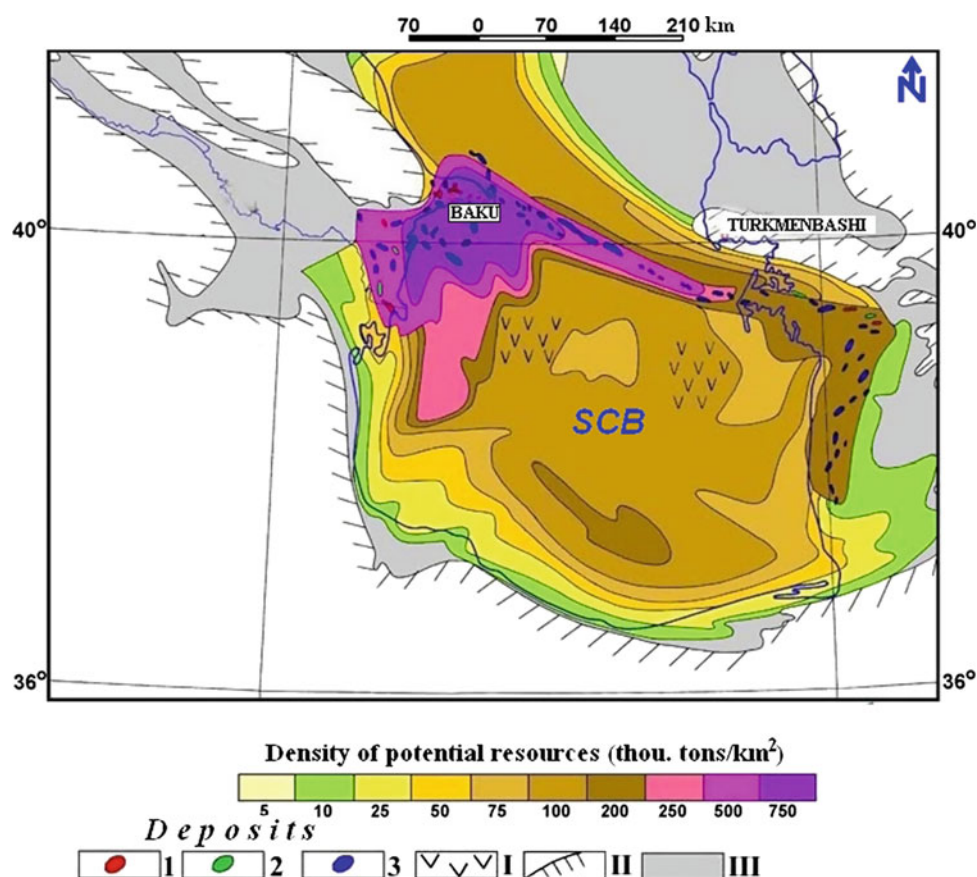 70 0 70 140 210 km
N
BAKU
TURKMENBASHI
40°
40°
SCB
36°
36°
Density of potential resources (thou. tons/km²)
5 10 25 50 75 100 200 250 500 750
Deposits
1 2 3 I II III